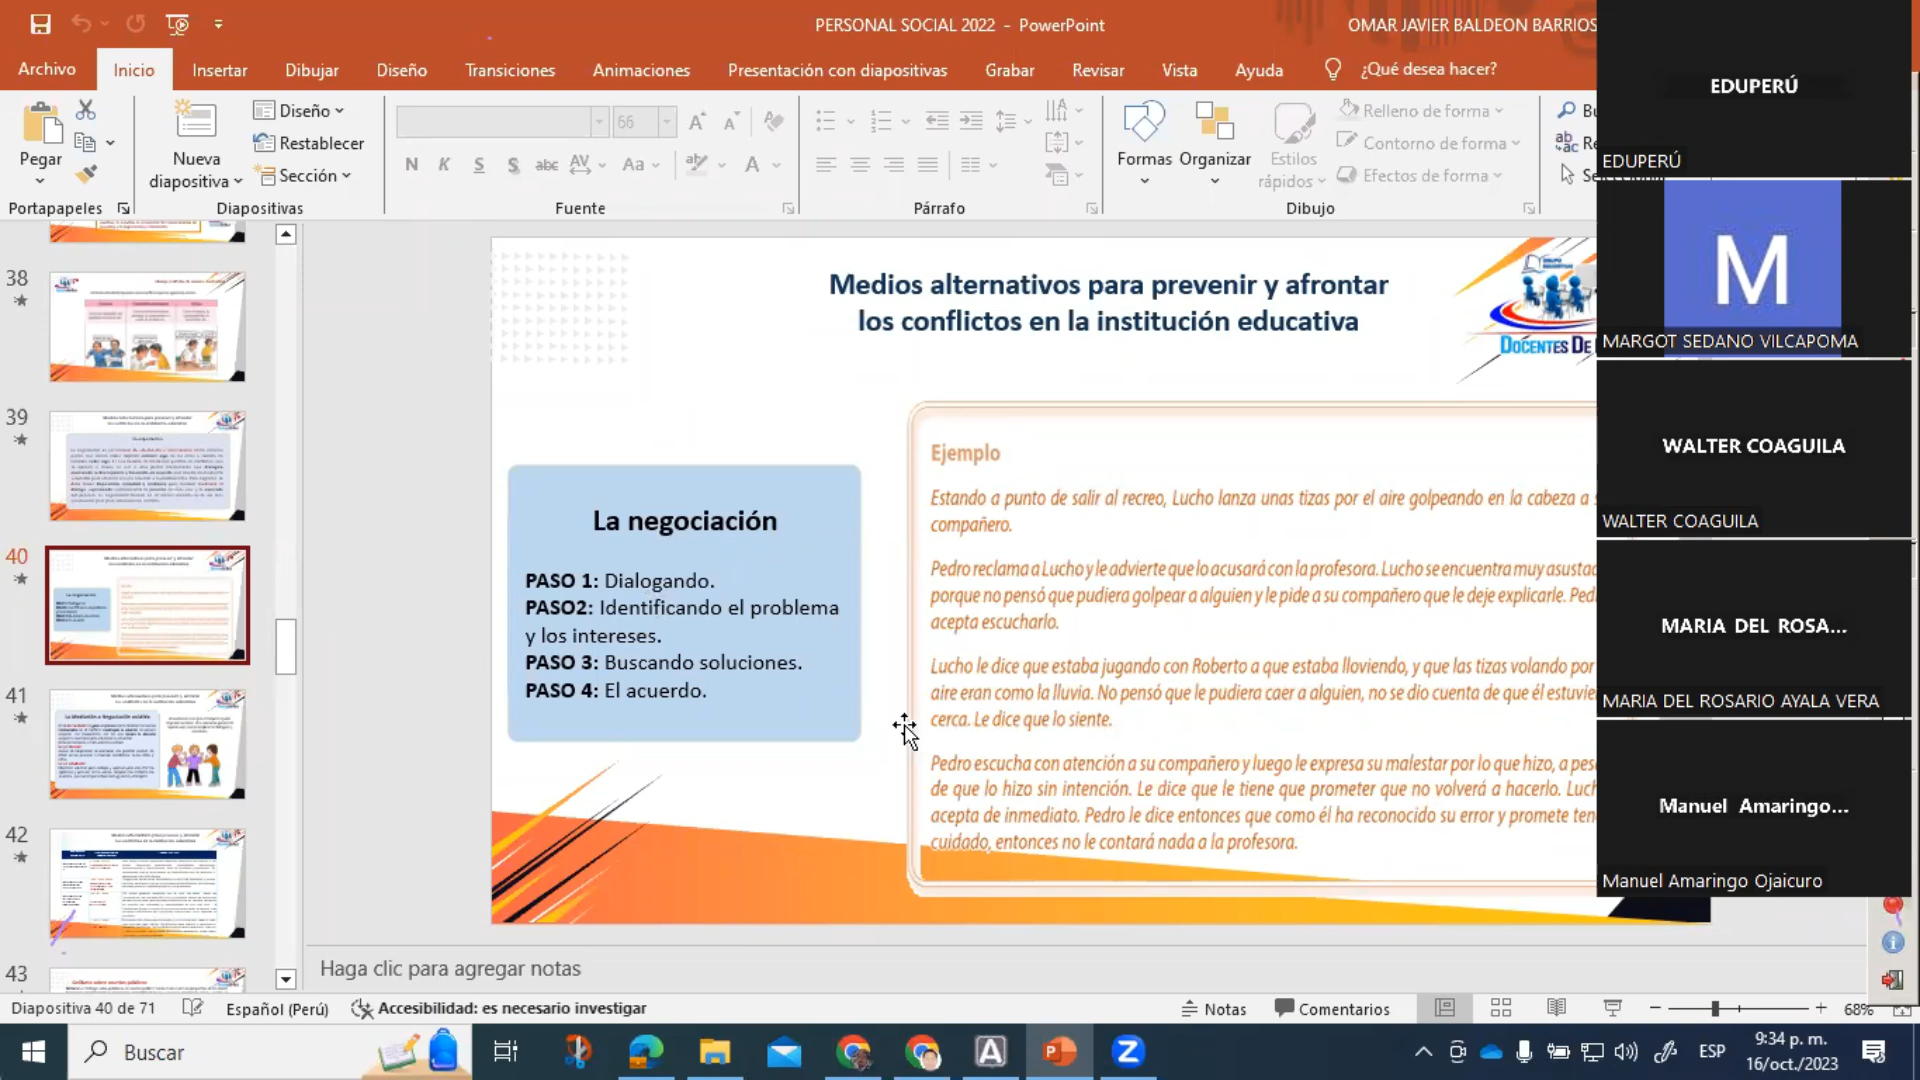 PERSONAL SOCIAL 2022 - PowerPoint
OMAR JAVIER BALDEON BARRIOS
Archivo
Inicio
Insertar
Dibujar
Diseño
Transiciones
Animaciones
Presentación con diapositivas
Grabar
Revisar
Vista
Ayuda
¿Qué desea hacer?
Pegar
Nueva
diapositiva
Diseño
Restablecer
Sección
66
N K S S abc AV Aa A
Formas
Organizar
Estilos
rápidos
Relleno de forma
Contorno de forma
Efectos de forma
Portapapeles
Diapositivas
Fuente
Párrafo
Dibujo
38
39
40
41
42
43
Medios alternativos para prevenir y afrontar
los conflictos en la institución educativa
DOCENTES DE
La negociación
PASO 1: Dialogando.
PASO2: Identificando el problema
y los intereses.
PASO 3: Buscando soluciones.
PASO 4: El acuerdo.
Ejemplo
Estando a punto de salir al recreo, Lucho lanza unas tizas por el aire golpeando en la cabeza a
compañero.
Pedro reclama a Lucho y le advierte que lo acusará con la profesora. Lucho se encuentra muy
porque no pensó que pudiera golpear a alguien y le pide a su compañero que le deje explicarle.
acepta escucharlo.
Lucho le dice que estaba jugando con Roberto a que estaba lloviendo, y que las tizas volando por
aire eran como la lluvia. No pensó que le pudiera caer a alguien, no se dio cuenta de que él
cerca. Le dice que lo siente.
Pedro escucha con atención a su compañero y luego le expresa su malestar por lo que hizo, a
de que lo hizo sin intención. Le dice que le tiene que prometer que no volverá a hacerlo.
acepta de inmediato. Pedro le dice entonces que como él ha reconocido su error y promete
cuidado, entonces no le contará nada a la profesora.
EDUPERÚ
EDUPERÚ
M
MARGOT SEDANO VILCAPOMA
WALTER COAGUILA
WALTER COAGUILA
MARIA DEL ROSA...
MARIA DEL ROSARIO AYALA VERA
Manuel Amaringo...
Manuel Amaringo Ojaicuro
Haga clic para agregar notas
Diapositiva 40 de 71
Español (Perú)
Accesibilidad: es necesario investigar
Notas
Comentarios
68%
Buscar
ESP
9:34 p. m.
16/oct./2023